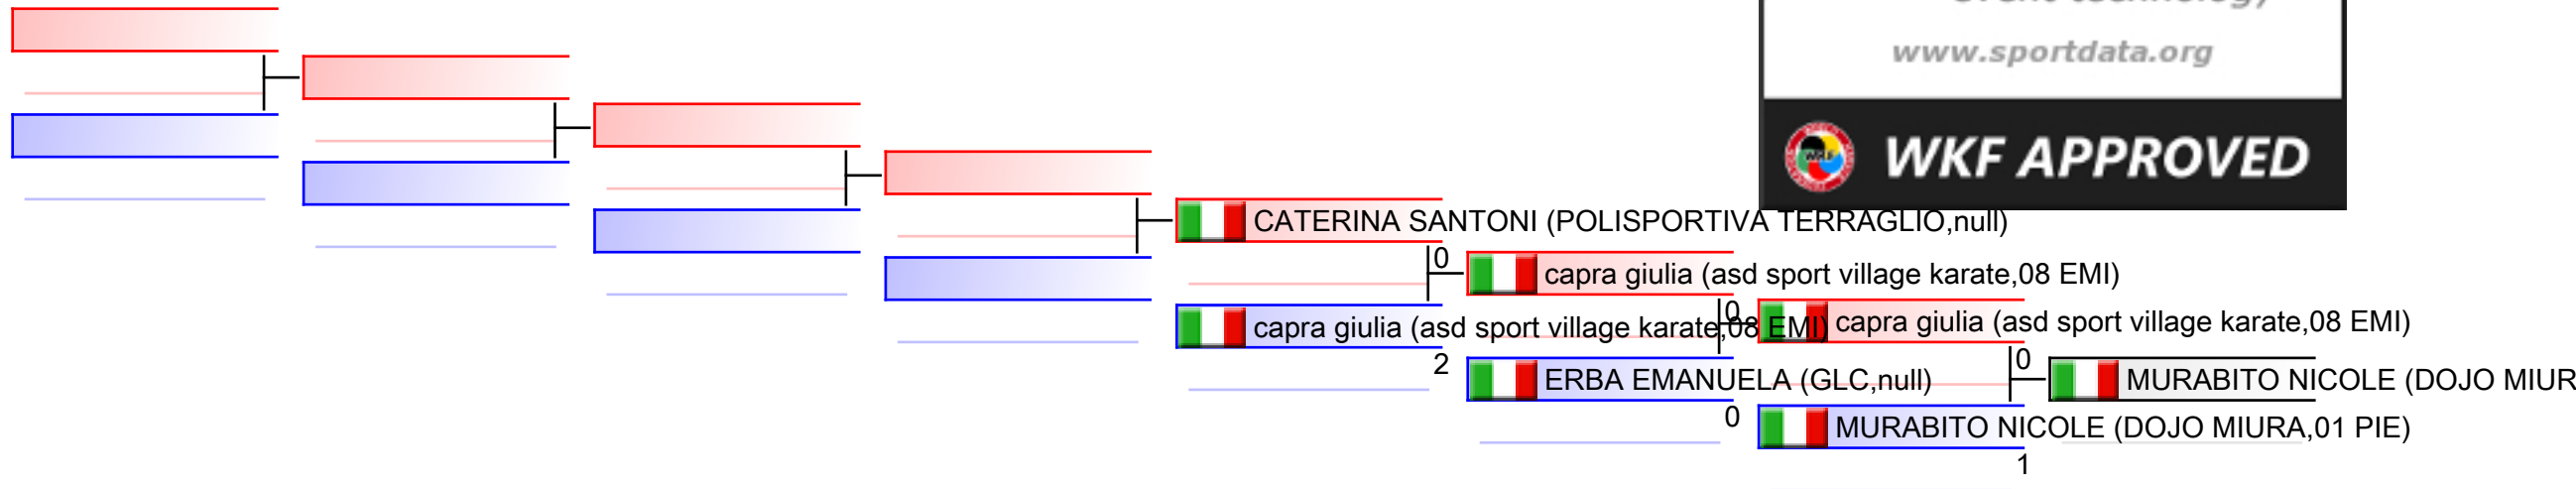 event technology
www.sportdata.org
WKF APPROVED
CATERINA SANTONI (POLISPORTIVA TERRAGLIO,null)
0
capra giulia (asd sport village karate,08 EMI)
0
capra giulia (asd sport village karate,08 EMI)
capra giulia (asd sport village karate,08 EMI)
2
0
ERBA EMANUELA (GLC,null)
MURABITO NICOLE (DOJO MIUR
0
MURABITO NICOLE (DOJO MIURA,01 PIE)
1